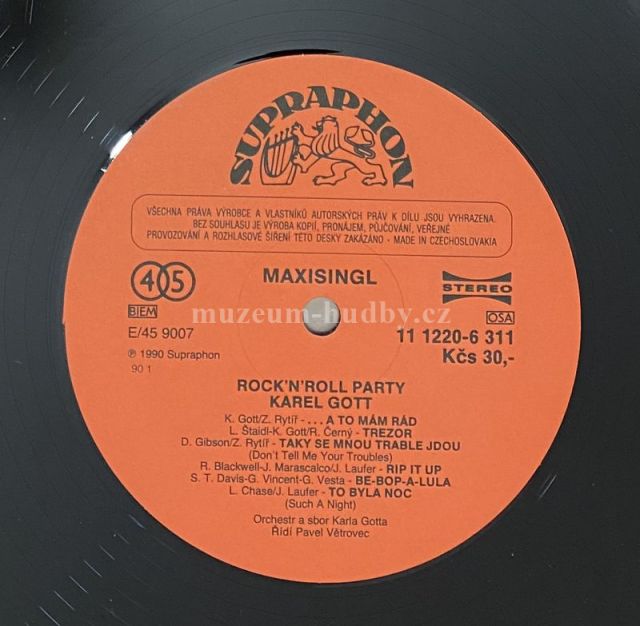 SUPRAPHON
VŠECHNA PRÁVA VÝROBCE A VLASTNÍKŮ AUTORSKÝCH PRÁV K DÍLU JSOU VYHRAZENA.
BEZ SOUHLASU JE VÝROBA KOPIÍ, PRONÁJEM, PŮJČOVÁNÍ, VEŘEJNÉ
PROVOZOVÁNÍ A ROZHLASOVÉ ŠÍŘENÍ TÉTO DESKY ZAKÁZÁNO - MADE IN CZECHOSLOVAKIA
45
MAXISINGL
STEREO
BIEM
muzeum-hudby.cz
OSA
E/45 9007
11 1220-6 311
Ⓟ 1990 Supraphon
Kčs 30,-
90 1
ROCK'N'ROLL PARTY
KAREL GOTT
K. Gott/Z. Rytíř - . . . A TO MÁM RÁD
L. Štaidl-K. Gott/R. Černý - TREZOR
D. Gibson/Z. Rytíř - TAKY SE MNOU TRABLE JDOU
(Don't Tell Me Your Troubles)
R. Blackwell-J. Marascalco/J. Laufer - RIP IT UP
S. T. Davis-G. Vincent-G. Vesta - BE-BOP-A-LULA
L. Chase/J. Laufer - TO BYLA NOC
(Such A Night)
Orchestr a sbor Karla Gotta
Řídí Pavel Větrovec